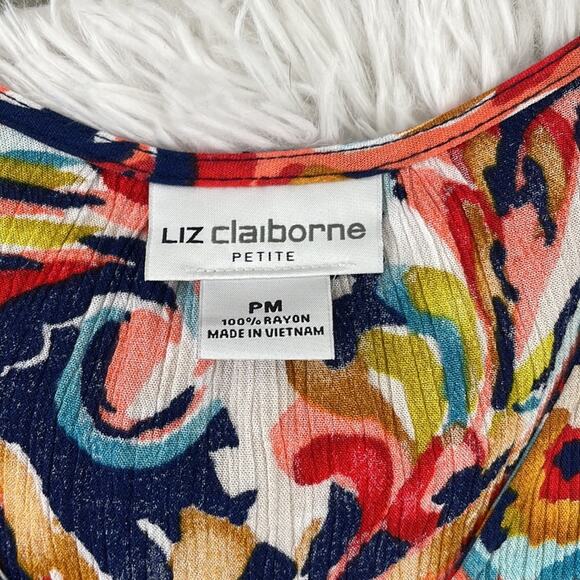 LIZ claiborne
PETITE
PM
100% RAYON
MADE IN VIETNAM